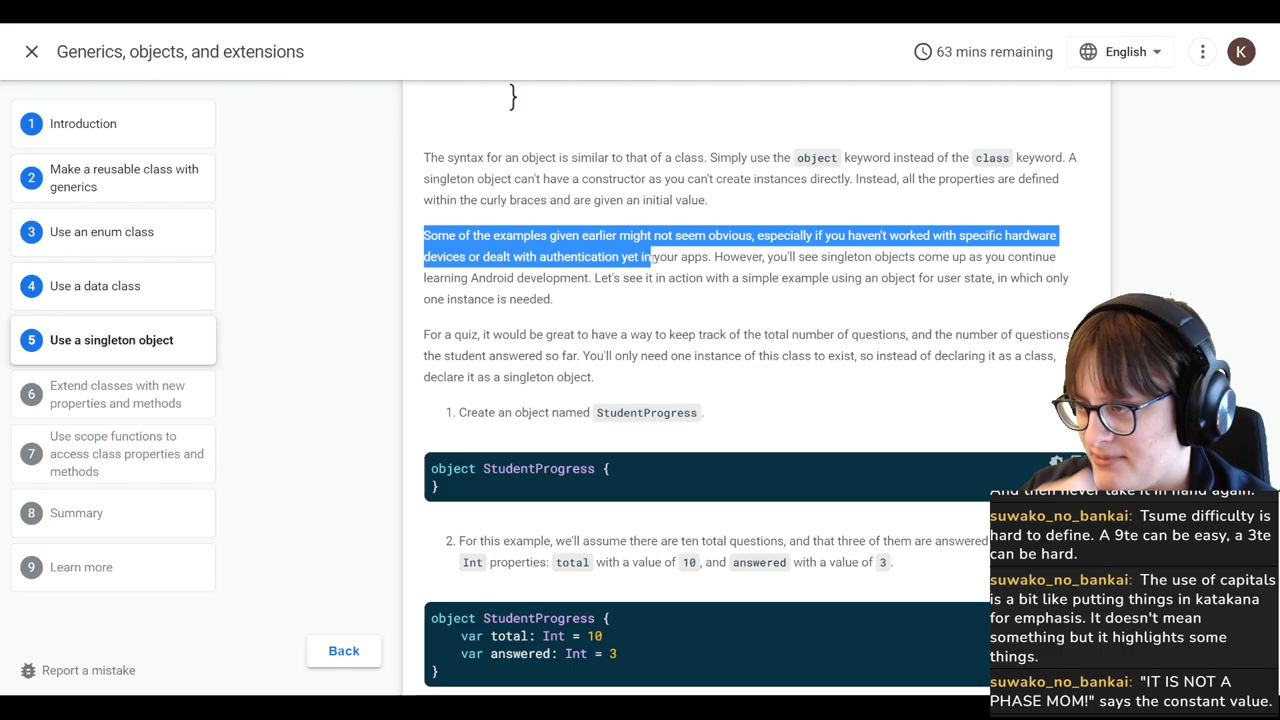 Generics, objects, and extensions
63 mins remaining
English
K
1 Introduction
2 Make a reusable class with
generics
3 Use an enum class
4 Use a data class
5 Use a singleton object
6 Extend classes with new
properties and methods
7 Use scope functions to
access class properties and
methods
8 Summary
9 Learn more
Back
Report a mistake
}
The syntax for an object is similar to that of a class. Simply use the object keyword instead of the class keyword. A
singleton object can't have a constructor as you can't create instances directly. Instead, all the properties are defined
within the curly braces and are given an initial value.
Some of the examples given earlier might not seem obvious, especially if you haven't worked with specific hardware
devices or dealt with authentication yet in your apps. However, you'll see singleton objects come up as you continue
learning Android development. Let's see it in action with a simple example using an object for user state, in which only
one instance is needed.
For a quiz, it would be great to have a way to keep track of the total number of questions, and the number of questions
the student answered so far. You'll only need one instance of this class to exist, so instead of declaring it as a class,
declare it as a singleton object.
1. Create an object named StudentProgress.
object StudentProgress {
}
2. For this example, we'll assume there are ten total questions, and that three of them are answered
Int properties: total with a value of 10, and answered with a value of 3.
object StudentProgress {
var total: Int = 10
var answered: Int = 3
}
And then never take it in hand again.
suwako_no_bankai: Tsume difficulty is
hard to define. A 9te can be easy, a 3te
can be hard.
suwako_no_bankai: The use of capitals
is a bit like putting things in katakana
for emphasis. It doesn't mean
something but it highlights some
things.
suwako_no_bankai: "IT IS NOT A
PHASE MOM!" says the constant value.